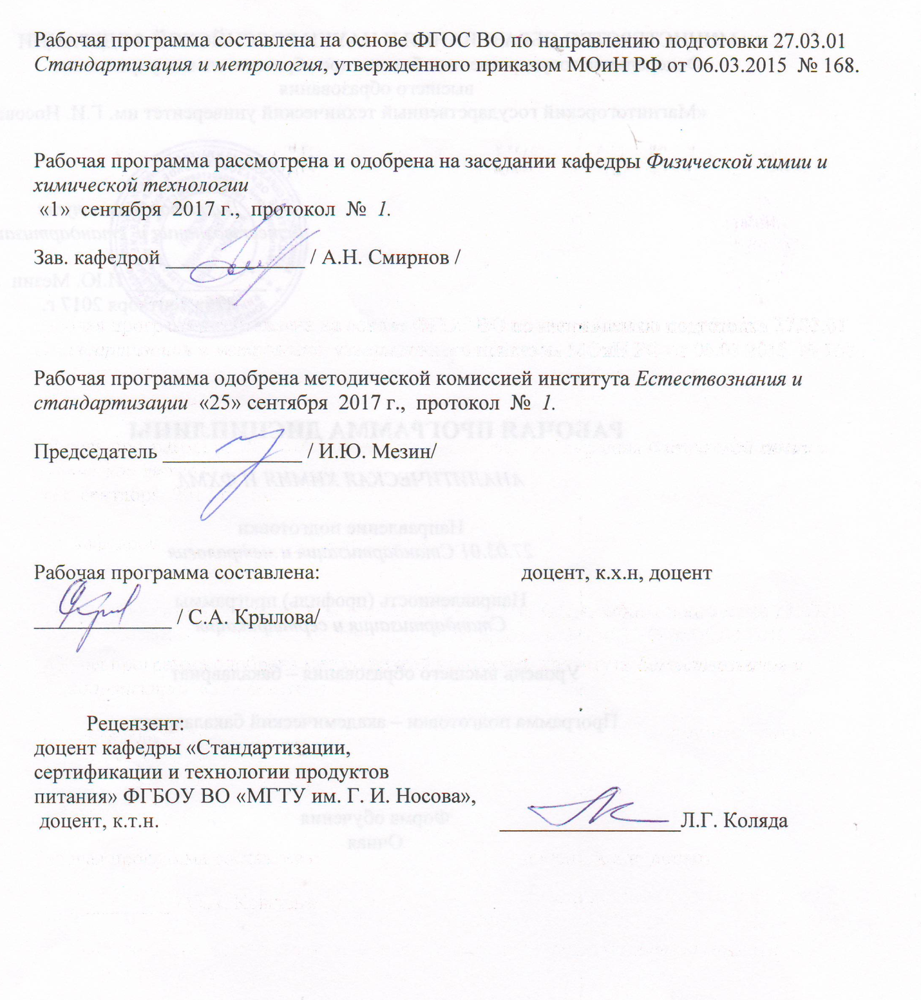 Рабочая программа составлена на основе ФГОС ВО по направлению подготовки 27.03.01
Стандартизация и метрология, утвержденного приказом МОиН РФ от 06.03.2015 № 168.
Рабочая программа рассмотрена и одобрена на заседании кафедры Физической химии и
химической технологии
«1» сентября 2017 г., протокол № 1.
Зав. кафедрой _____________ / А.Н. Смирнов /
Рабочая программа одобрена методической комиссией института Естествознания и
стандартизации «25» сентября 2017 г., протокол № 1.
Председатель _____________ / И.Ю. Мезин/
Рабочая программа составлена: доцент, к.х.н, доцент
_____________ / С.А. Крылова/
Рецензент:
доцент кафедры «Стандартизации,
сертификации и технологии продуктов
питания» ФГБОУ ВО «МГТУ им. Г. И. Носова»,
доцент, к.т.н. _________________Л.Г. Коляда